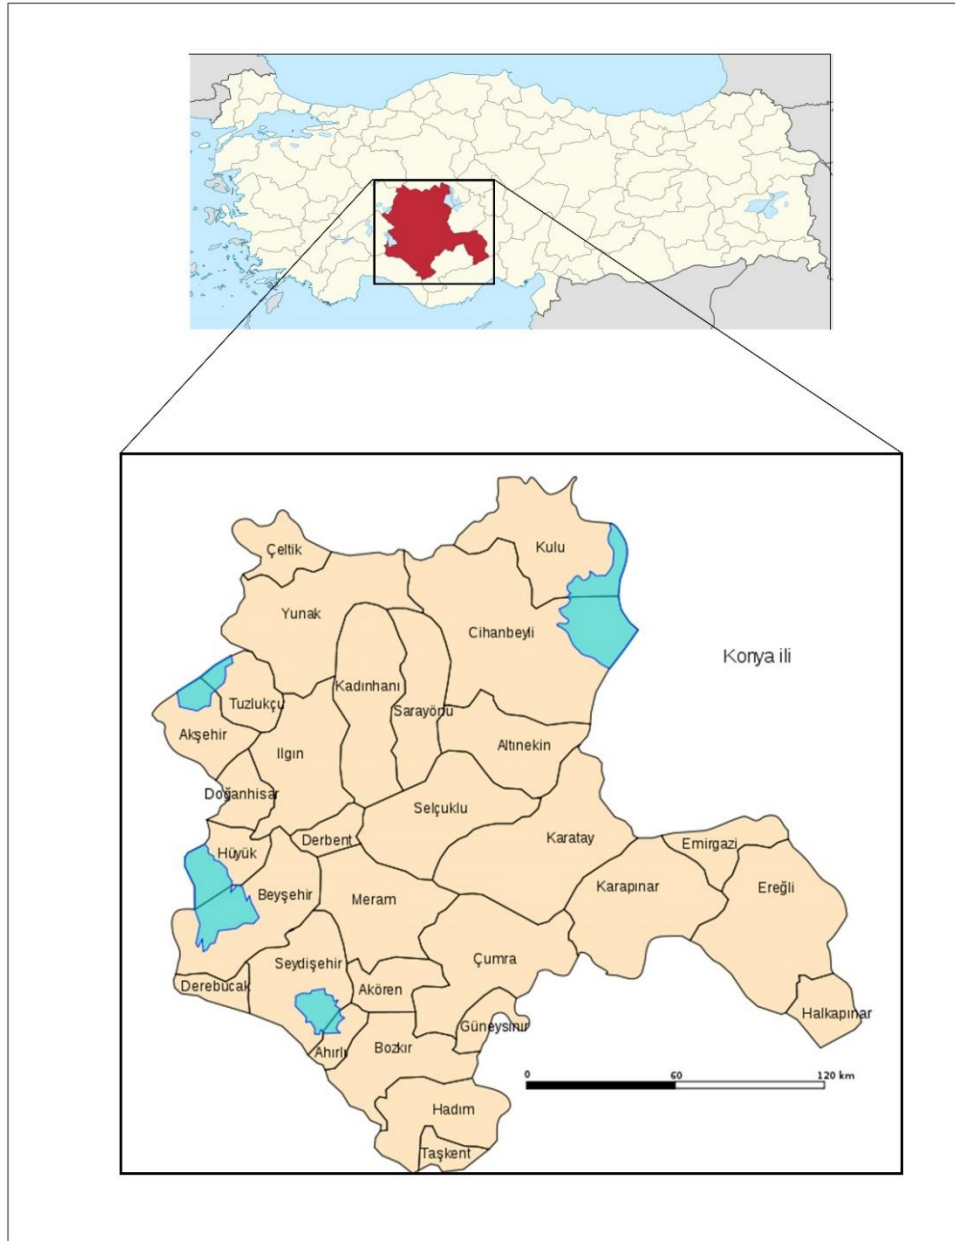 Kulu
Çeltik
Yunak
Cihanbeyli
Konya ili
Kadınhanı
Tuzlukçu
Sarayönü
Akşehir
Altınekin
Ilgın
Doğanhisar
Selçuklu
Derbent
Karatay
Emirgazi
Hüyük
Karapınar
Ereğli
Beyşehir
Meram
Çumra
Seydişehir
Derebucak
Akören
Halkapınar
Güneysınır
Ahırlı
Bozkır
0 60 120 km
Hadım
Taşkent